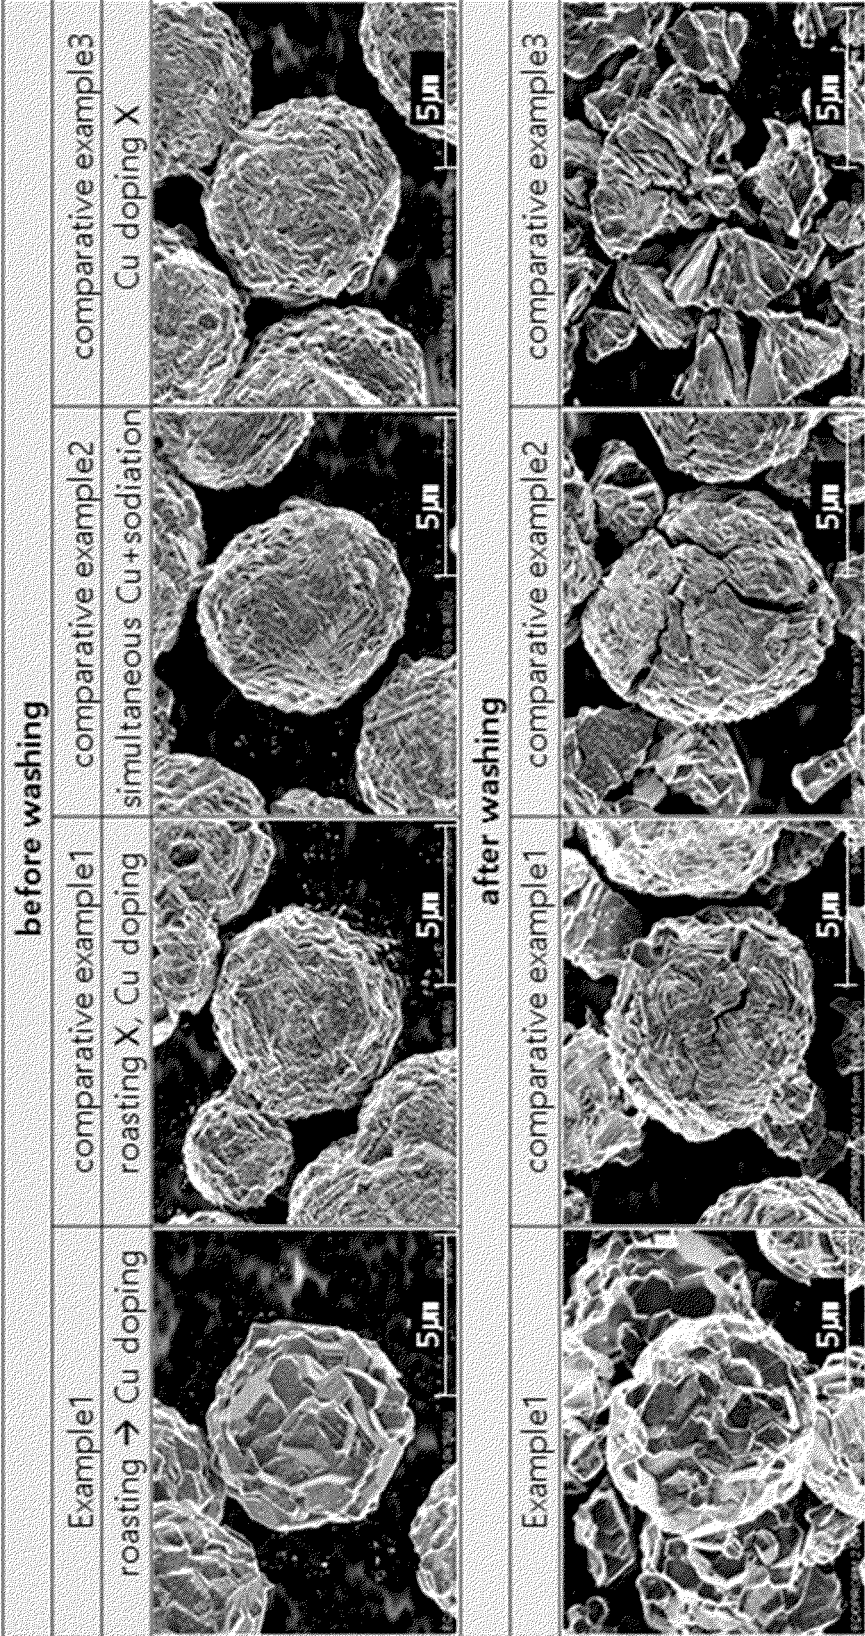 before washing
Example1
comparative example1
comparative example2
comparative example3
roasting → Cu doping
roasting X, Cu doping
simultaneous Cu+sodiation
Cu doping X
5㎛
5㎛
5㎛
5㎛
after washing
Example1
comparative example1
comparative example2
comparative example3
5㎛
5㎛
5㎛
5㎛